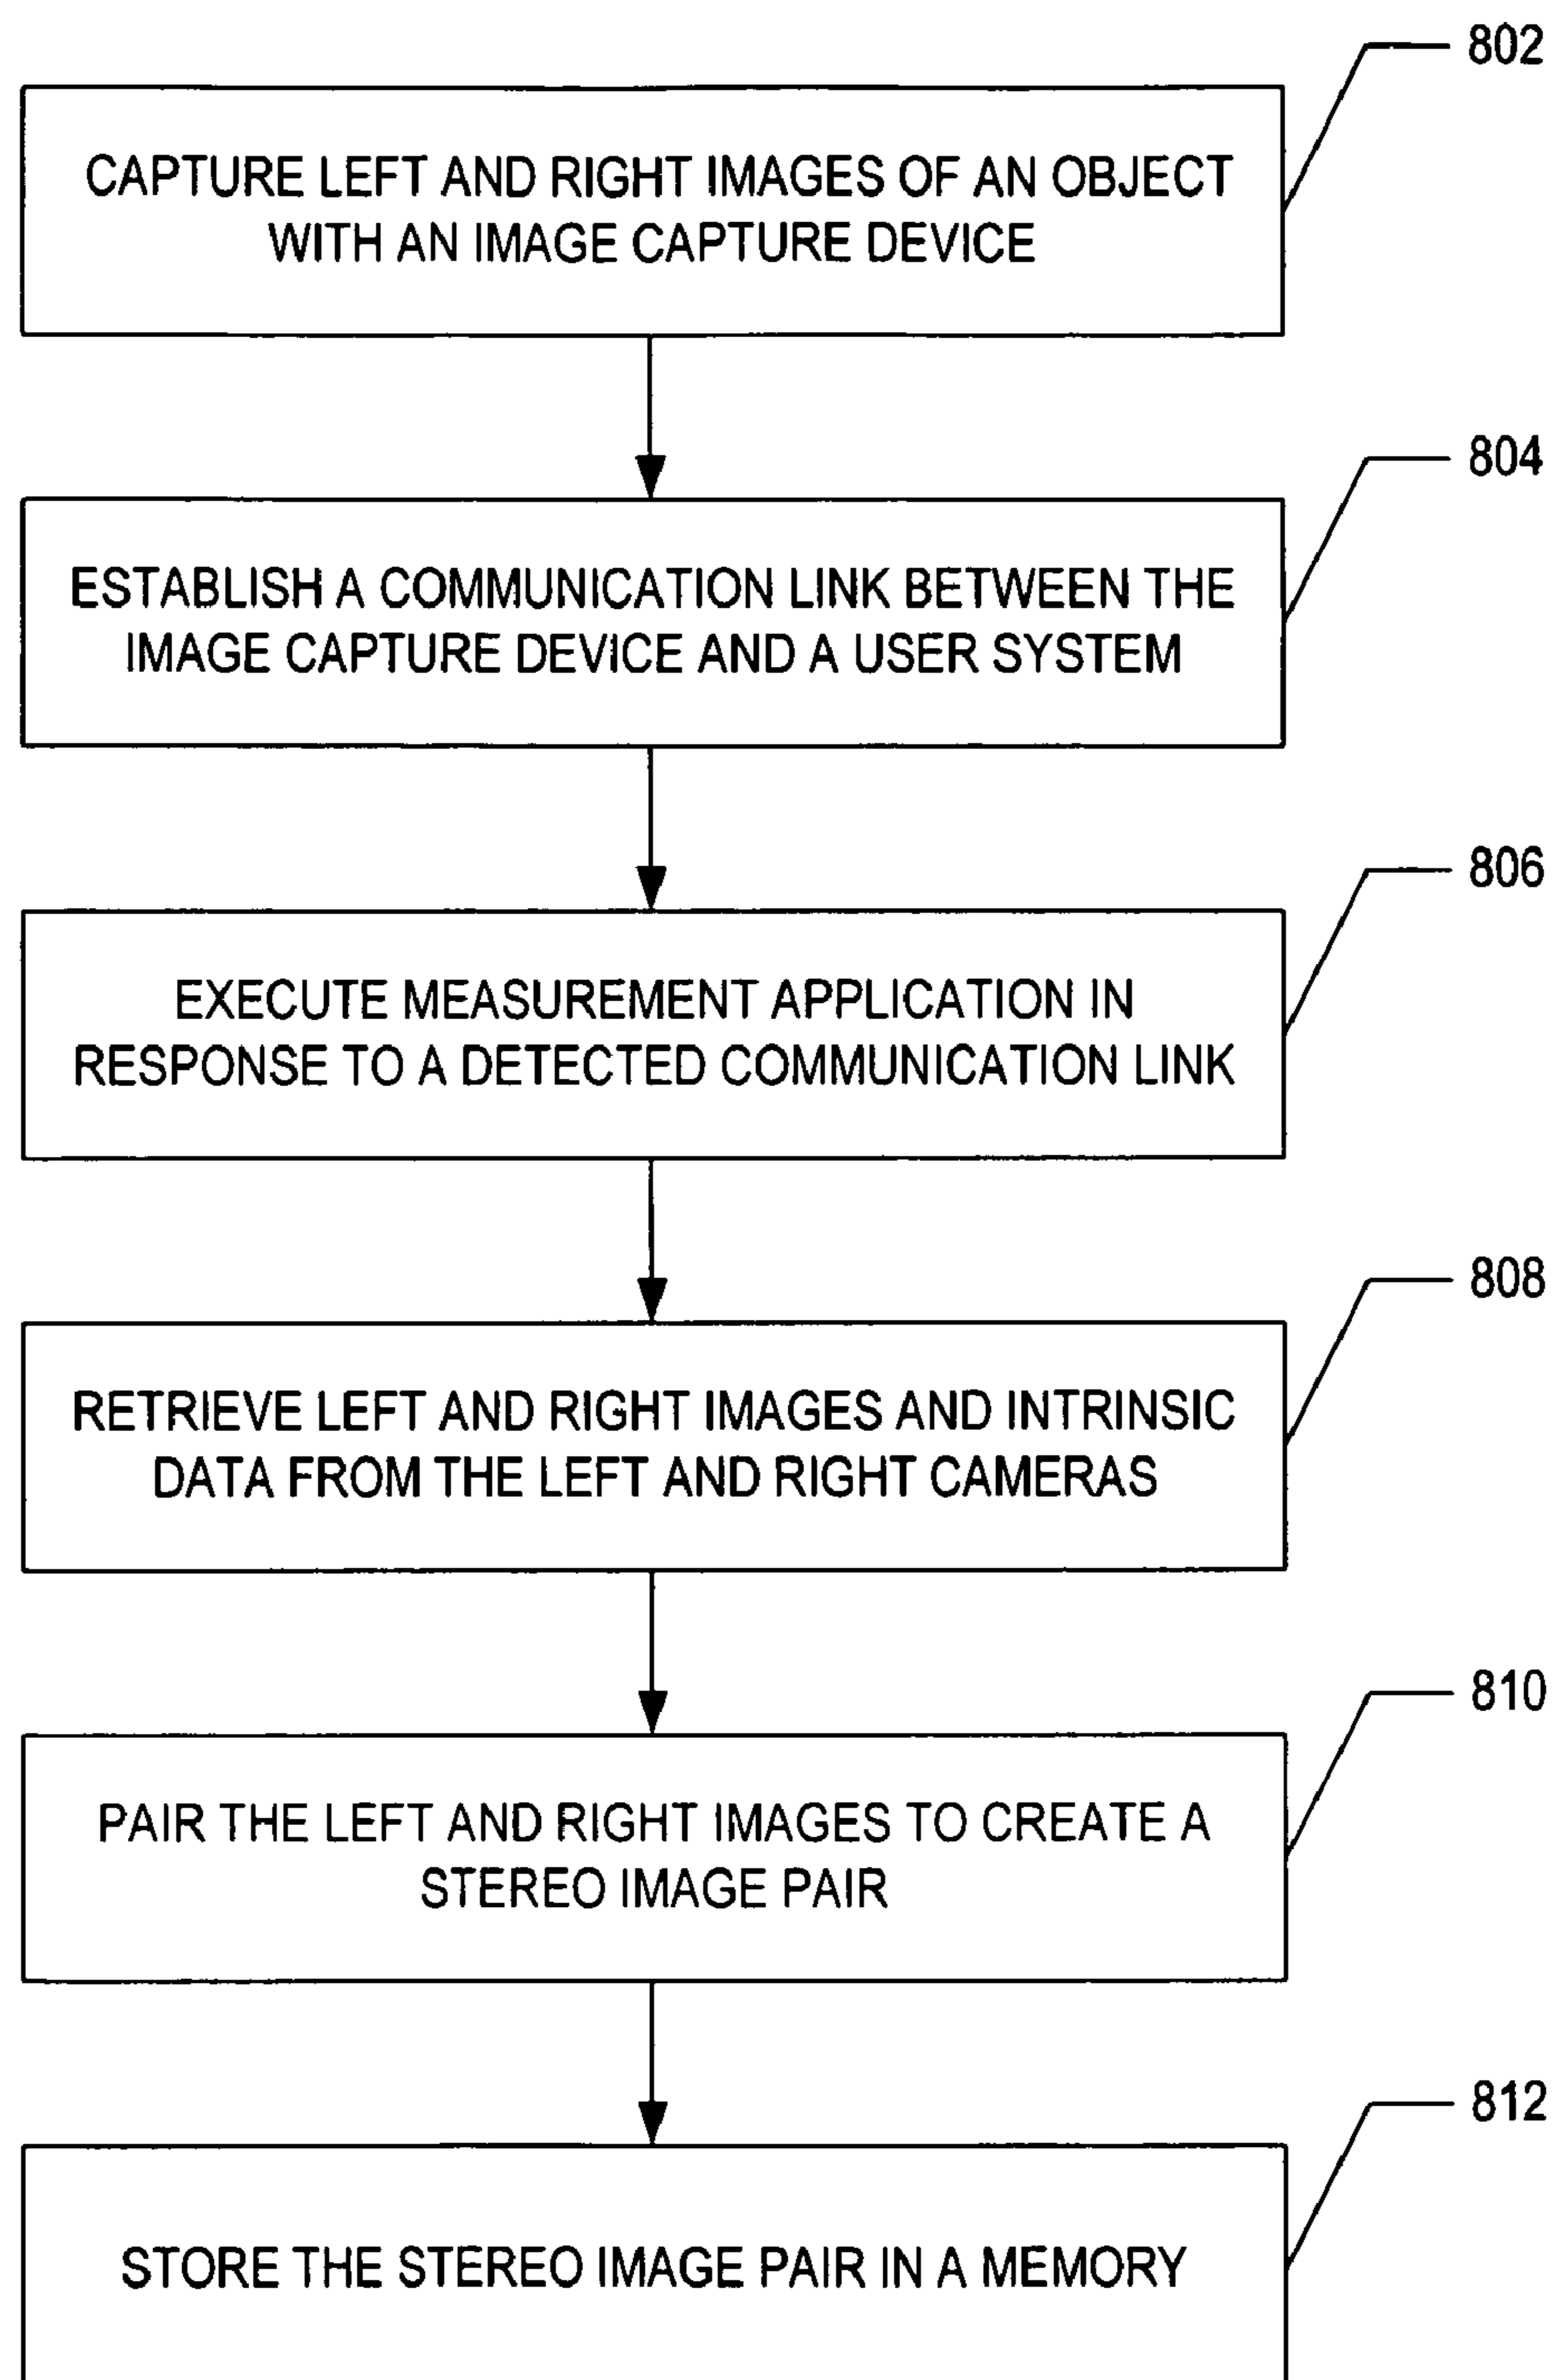 802
CAPTURE LEFT AND RIGHT IMAGES OF AN OBJECT
WITH AN IMAGE CAPTURE DEVICE
804
ESTABLISH A COMMUNICATION LINK BETWEEN THE
IMAGE CAPTURE DEVICE AND A USER SYSTEM
806
EXECUTE MEASUREMENT APPLICATION IN
RESPONSE TO A DETECTED COMMUNICATION LINK
808
RETRIEVE LEFT AND RIGHT IMAGES AND INTRINSIC
DATA FROM THE LEFT AND RIGHT CAMERAS
810
PAIR THE LEFT AND RIGHT IMAGES TO CREATE A
STEREO IMAGE PAIR
812
STORE THE STEREO IMAGE PAIR IN A MEMORY